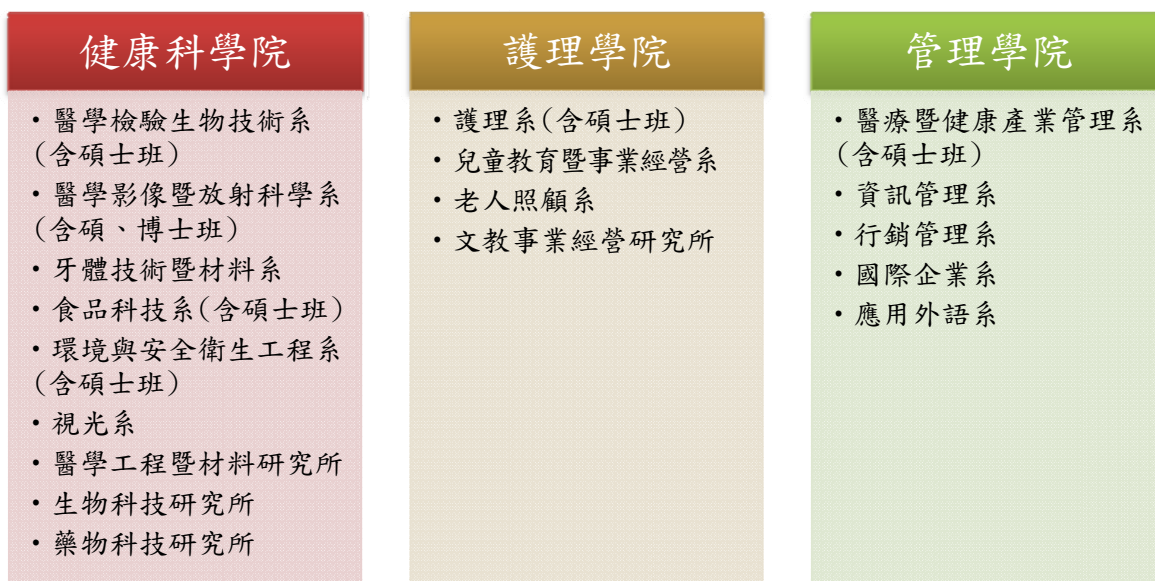 健康科學院
・醫學檢驗生物技術系
(含碩士班)
・醫學影像暨放射科學系
(含碩、博士班)
・牙體技術暨材料系
・食品科技系(含碩士班)
・環境與安全衛生工程系
(含碩士班)
・視光系
・醫學工程暨材料研究所
・生物科技研究所
・藥物科技研究所
護理學院
・護理系(含碩士班)
・兒童教育暨事業經營系
・老人照顧系
・文教事業經營研究所
管理學院
・醫療暨健康產業管理系
(含碩士班)
・資訊管理系
・行銷管理系
・國際企業系
・應用外語系